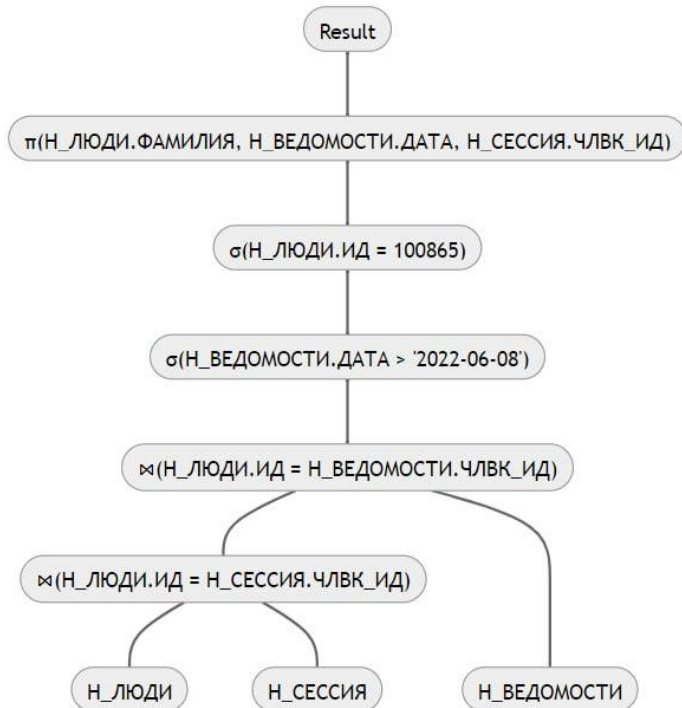 Result
π(Н_ЛЮДИ.ФАМИЛИЯ, Н_ВЕДОМОСТИ.ДАТА, Н_СЕССИЯ.ЧЛВК_ИД)
σ(Н_ЛЮДИ.ИД = 100865)
σ(Н_ВЕДОМОСТИ.ДАТА > '2022-06-08')
⋈(Н_ЛЮДИ.ИД = Н_ВЕДОМОСТИ.ЧЛВК_ИД)
⋈(Н_ЛЮДИ.ИД = Н_СЕССИЯ.ЧЛВК_ИД)
Н_ЛЮДИ
Н_СЕССИЯ
Н_ВЕДОМОСТИ